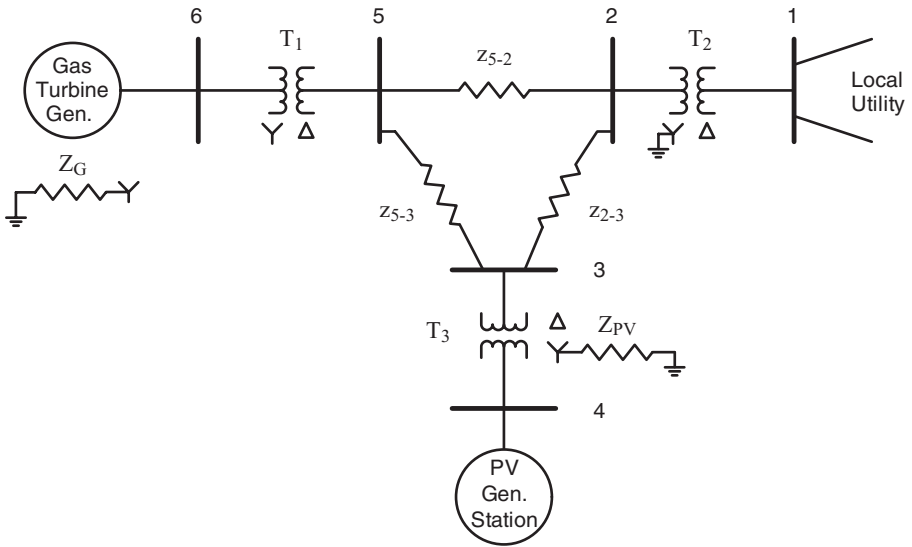 6
5
2
1
T1
T2
z5-2
Gas
Turbine
Gen.
Local
Utility
Y
Δ
Y
Δ
ZG
Y
z5-3
z2-3
3
T3
Δ
ZPV
Y
4
PV
Gen.
Station